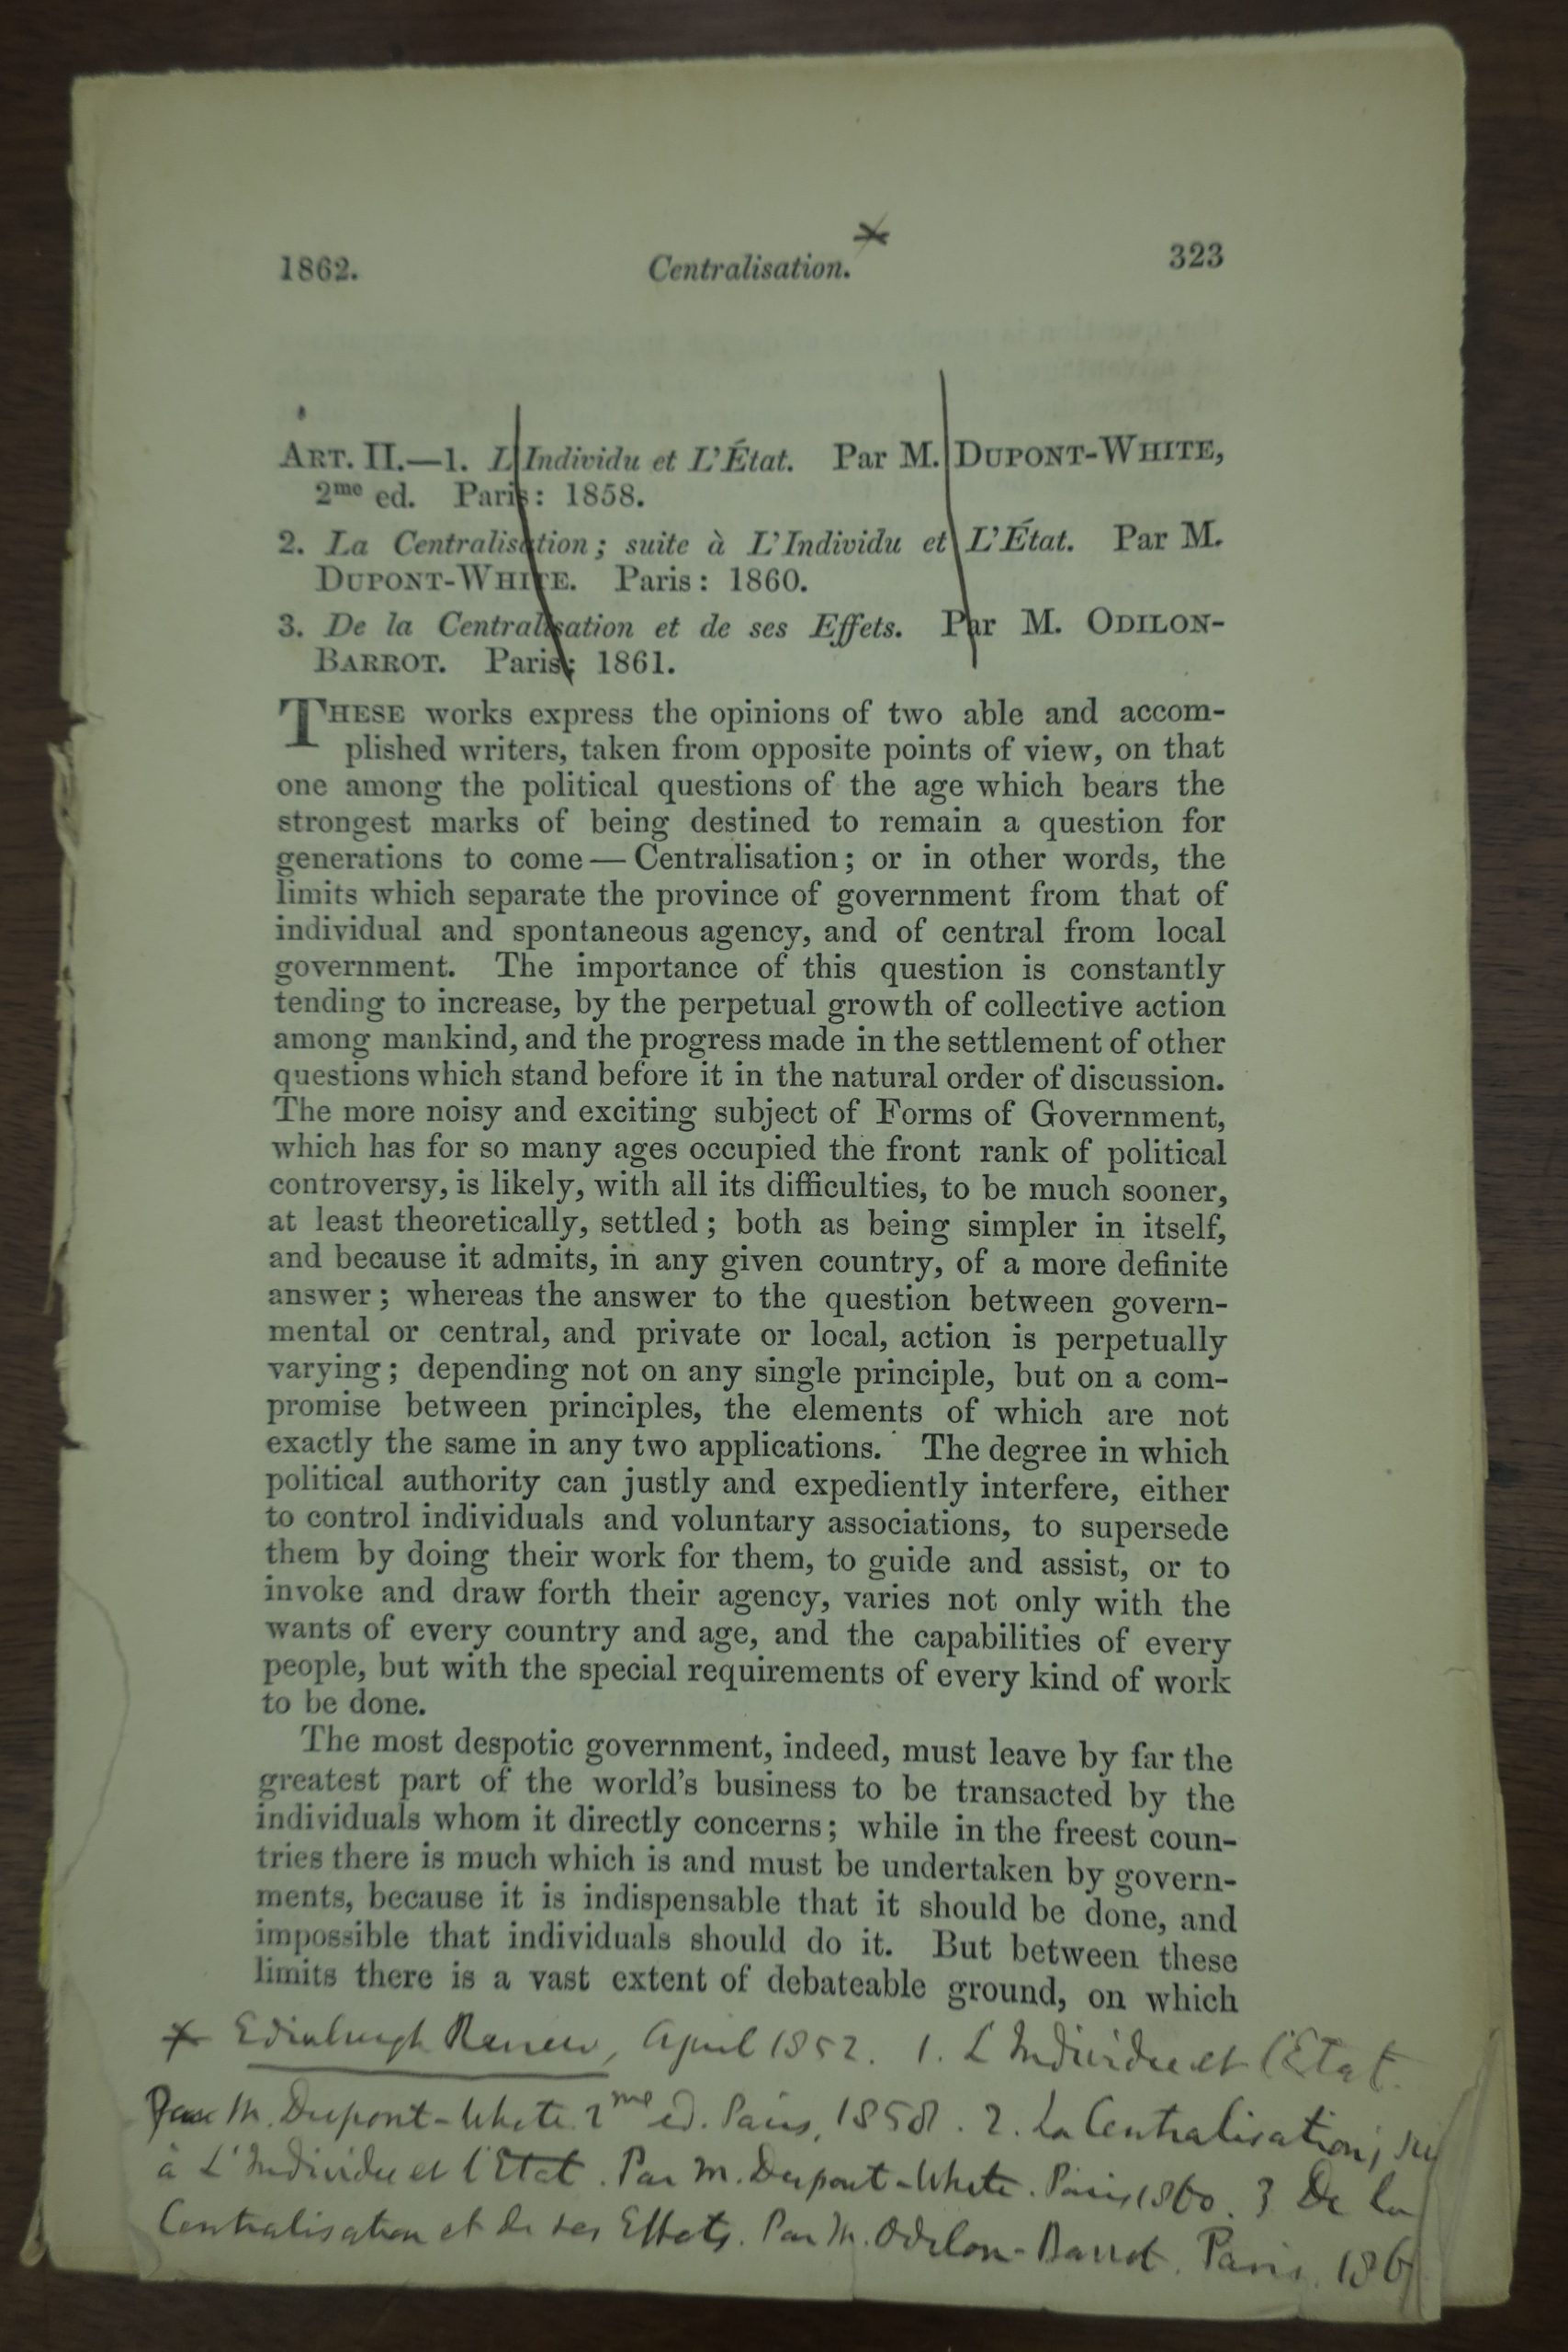 1862.
Centralisation.
323
ART. II.—1. L'Individu et L'État. Par M. DUPONT-WHITE,
2me ed. Paris: 1858.
2. La Centralisation; suite à L'Individu et L'État. Par M.
DUPONT-WHITE. Paris: 1860.
3. De la Centralisation et de ses Effets. Par M. ODILON-
BARROT. Paris: 1861.
THESE works express the opinions of two able and accom-
plished writers, taken from opposite points of view, on that
one among the political questions of the age which bears the
strongest marks of being destined to remain a question for
generations to come — Centralisation; or in other words, the
limits which separate the province of government from that of
individual and spontaneous agency, and of central from local
government. The importance of this question is constantly
tending to increase, by the perpetual growth of collective action
among mankind, and the progress made in the settlement of other
questions which stand before it in the natural order of discussion.
The more noisy and exciting subject of Forms of Government,
which has for so many ages occupied the front rank of political
controversy, is likely, with all its difficulties, to be much sooner,
at least theoretically, settled; both as being simpler in itself,
and because it admits, in any given country, of a more definite
answer; whereas the answer to the question between govern-
mental or central, and private or local, action is perpetually
varying; depending not on any single principle, but on a com-
promise between principles, the elements of which are not
exactly the same in any two applications. The degree in which
political authority can justly and expediently interfere, either
to control individuals and voluntary associations, to supersede
them by doing their work for them, to guide and assist, or to
invoke and draw forth their agency, varies not only with the
wants of every country and age, and the capabilities of every
people, but with the special requirements of every kind of work
to be done.
The most despotic government, indeed, must leave by far the
greatest part of the world's business to be transacted by the
individuals whom it directly concerns; while in the freest coun-
tries there is much which is and must be undertaken by govern-
ments, because it is indispensable that it should be done, and
impossible that individuals should do it. But between these
limits there is a vast extent of debateable ground, on which
* Edinburgh Review, April 1852. 1. L'Individu et l'Etat.
Par M. Dupont-White 2me ed. Paris, 1858. 2. La Centralisation;
à L'Individu et l'Etat. Par M. Dupont-White. Paris 1860. 3 De la
Centralisation et de ses Effets. Par M. Odilon-Barrot. Paris. 186